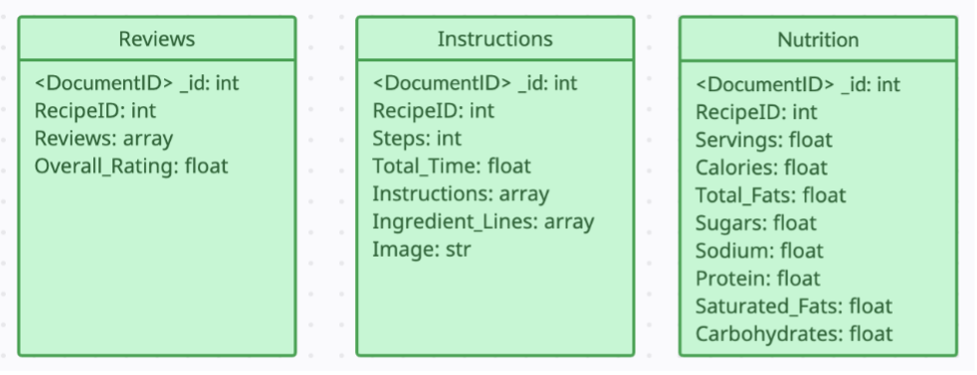 Reviews
<DocumentID> _id: int
RecipeID: int
Reviews: array
Overall_Rating: float
Instructions
<DocumentID> _id: int
RecipeID: int
Steps: int
Total_Time: float
Instructions: array
Ingredient_Lines: array
Image: str
Nutrition
<DocumentID> _id: int
RecipeID: int
Servings: float
Calories: float
Total_Fats: float
Sugars: float
Sodium: float
Protein: float
Saturated_Fats: float
Carbohydrates: float